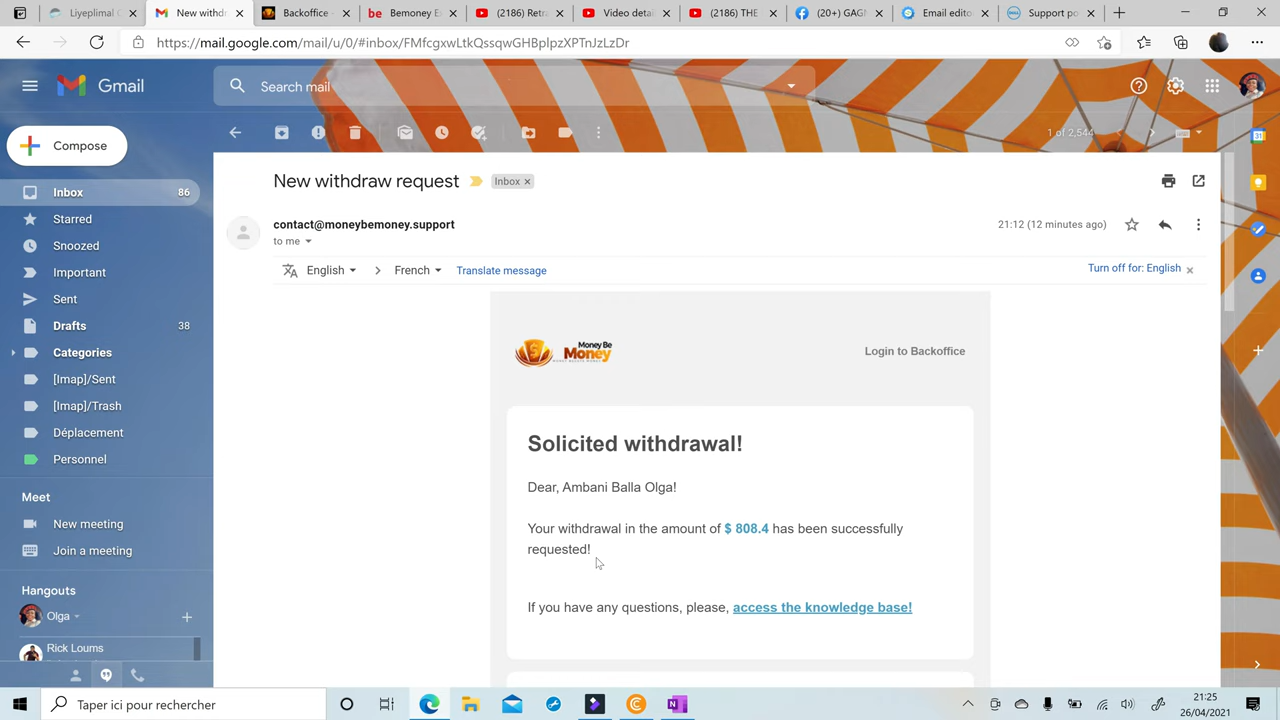 Liyeplimal C
New withdr
Backoffice -
Bemoney E
(2186) Retra
Video detai
(2186) THE
(20+) GAGN
Email editor
Support po
https://mail.google.com/mail/u/0/#inbox/FMfcgxwLtkQssqwGHBplpzXPTnJzLzDr
Gmail
Search mail
Compose
1 of 2,544
Inbox 86
Starred
Snoozed
Important
Sent
Drafts 38
Categories
[Imap]/Sent
[Imap]/Trash
Déplacement
Personnel
Meet
New meeting
Join a meeting
Hangouts
Olga
Rick Loums
New withdraw request
Inbox ×
contact@moneybemoney.support
21:12 (12 minutes ago)
to me
English > French Translate message
Turn off for: English ×
Money Be
Money
Login to Backoffice
Solicited withdrawal!
Dear, Ambani Balla Olga!
Your withdrawal in the amount of $ 808.4 has been successfully
requested!
If you have any questions, please, access the knowledge base!
Taper ici pour rechercher
21:25
26/04/2021